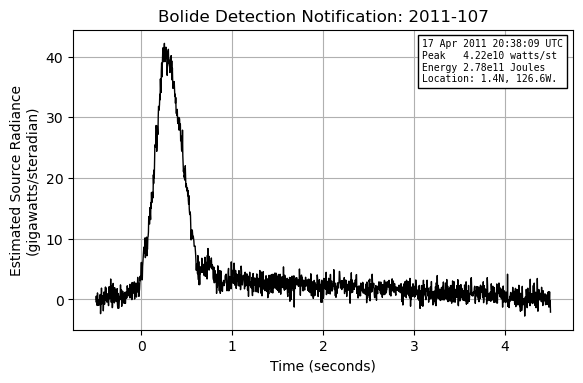 Bolide Detection Notification: 2011-107
17 Apr 2011 20:38:09 UTC
Peak   4.22e10 watts/st
Energy 2.78e11 Joules
Location: 1.4N, 126.6W.
Estimated Source Radiance
(gigawatts/steradian)
40
30
20
10
0
0 1 2 3 4
Time (seconds)